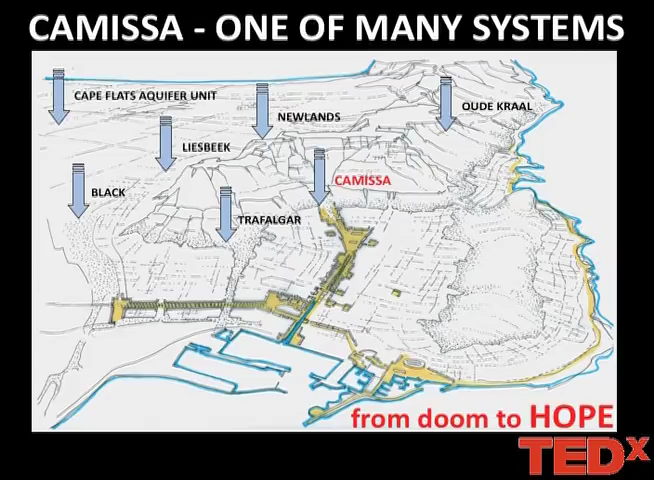 CAMISSA - ONE OF MANY SYSTEMS
CAPE FLATS AQUIFER UNIT
OUDE KRAAL
NEWLANDS
LIESBEEK
CAMISSA
BLACK
TRAFALGAR
from doom to HOPE
TEDx